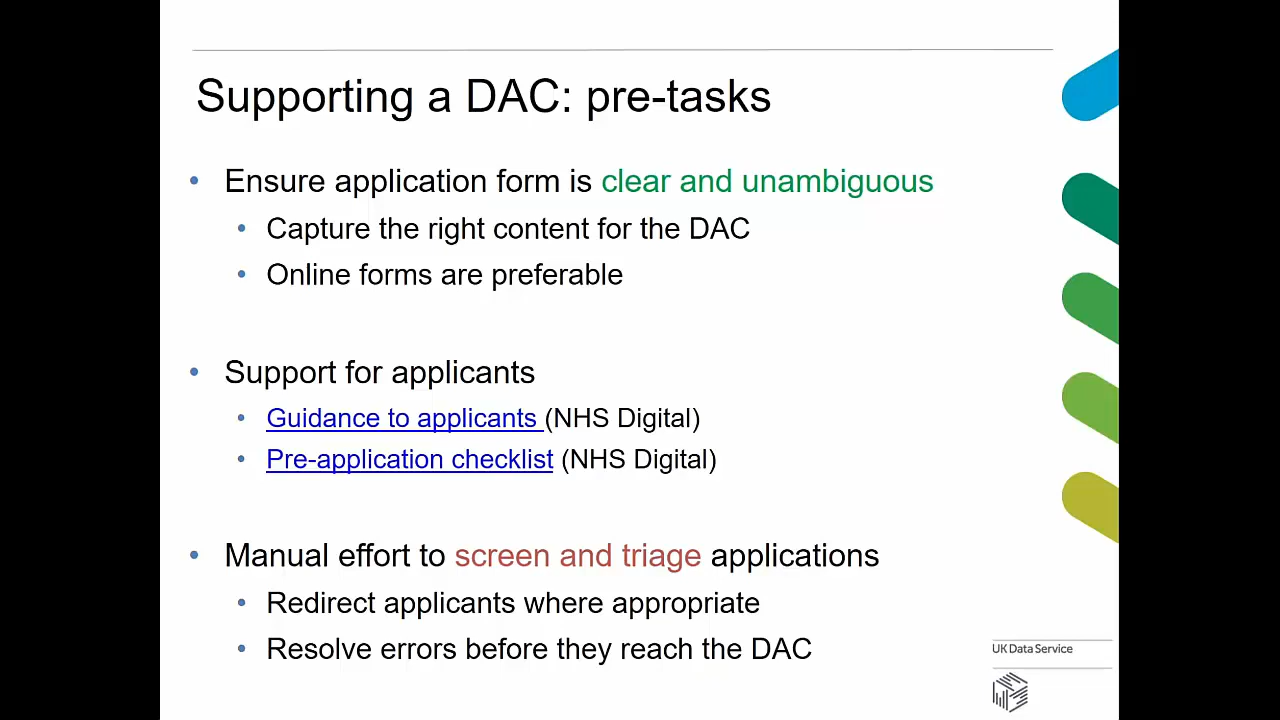 Supporting a DAC: pre-tasks
• Ensure application form is clear and unambiguous
• Capture the right content for the DAC
• Online forms are preferable
• Support for applicants
• Guidance to applicants (NHS Digital)
• Pre-application checklist (NHS Digital)
• Manual effort to screen and triage applications
• Redirect applicants where appropriate
• Resolve errors before they reach the DAC
UK Data Service